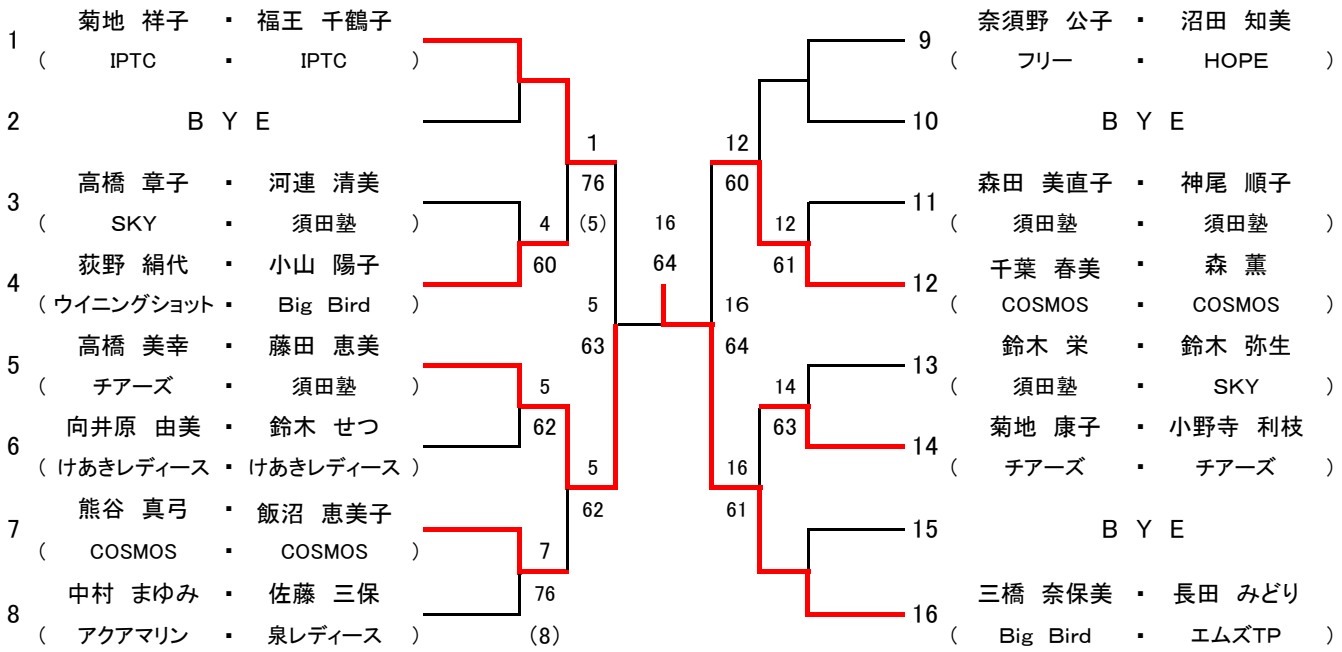 1 菊地 祥子 ・ 福王 千鶴子
( IPTC ・ IPTC )
2 B Y E
3 高橋 章子 ・ 河連 清美
( SKY ・ 須田塾 )
4 荻野 絹代 ・ 小山 陽子
( ウイニングショット ・ Big Bird )
5 高橋 美幸 ・ 藤田 恵美
( チアーズ ・ 須田塾 )
6 向井原 由美 ・ 鈴木 せつ
( けあきレディース ・ けあきレディース )
7 熊谷 真弓 ・ 飯沼 恵美子
( COSMOS ・ COSMOS )
8 中村 まゆみ ・ 佐藤 三保
( アクアマリン ・ 泉レディース )
4
60
5
62
7
76
(8)
1
76
(5)
5
62
5
63
16
64
12
60
16
64
16
61
12
61
14
63
9 奈須野 公子 ・ 沼田 知美
( フリー ・ HOPE )
10 B Y E
11 森田 美直子 ・ 神尾 順子
( 須田塾 ・ 須田塾 )
12 千葉 春美 ・ 森 薫
( COSMOS ・ COSMOS )
13 鈴木 栄 ・ 鈴木 弥生
( 須田塾 ・ SKY )
14 菊地 康子 ・ 小野寺 利枝
( チアーズ ・ チアーズ )
15 B Y E
16 三橋 奈保美 ・ 長田 みどり
( Big Bird ・ エムズTP )